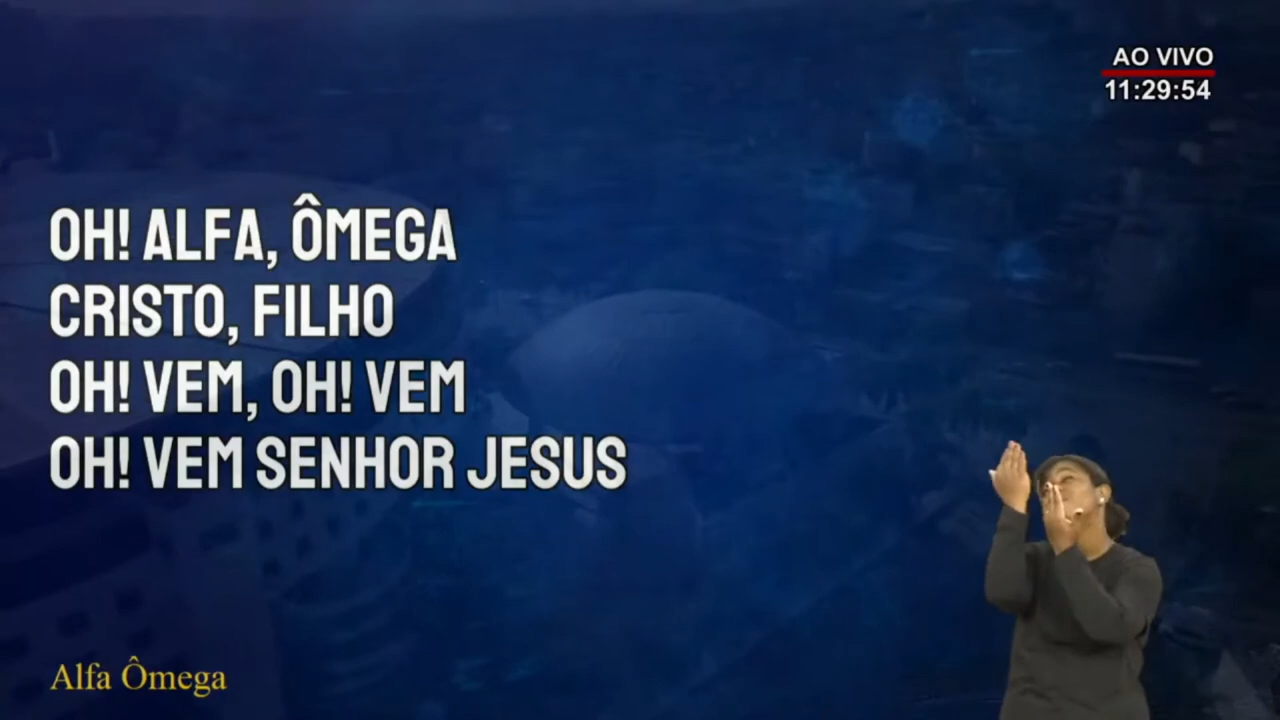 AO VIVO
11:29:54
OH! ALFA, ÔMEGA
CRISTO, FILHO
OH! VEM, OH! VEM
OH! VEM SENHOR JESUS
Alfa Ômega